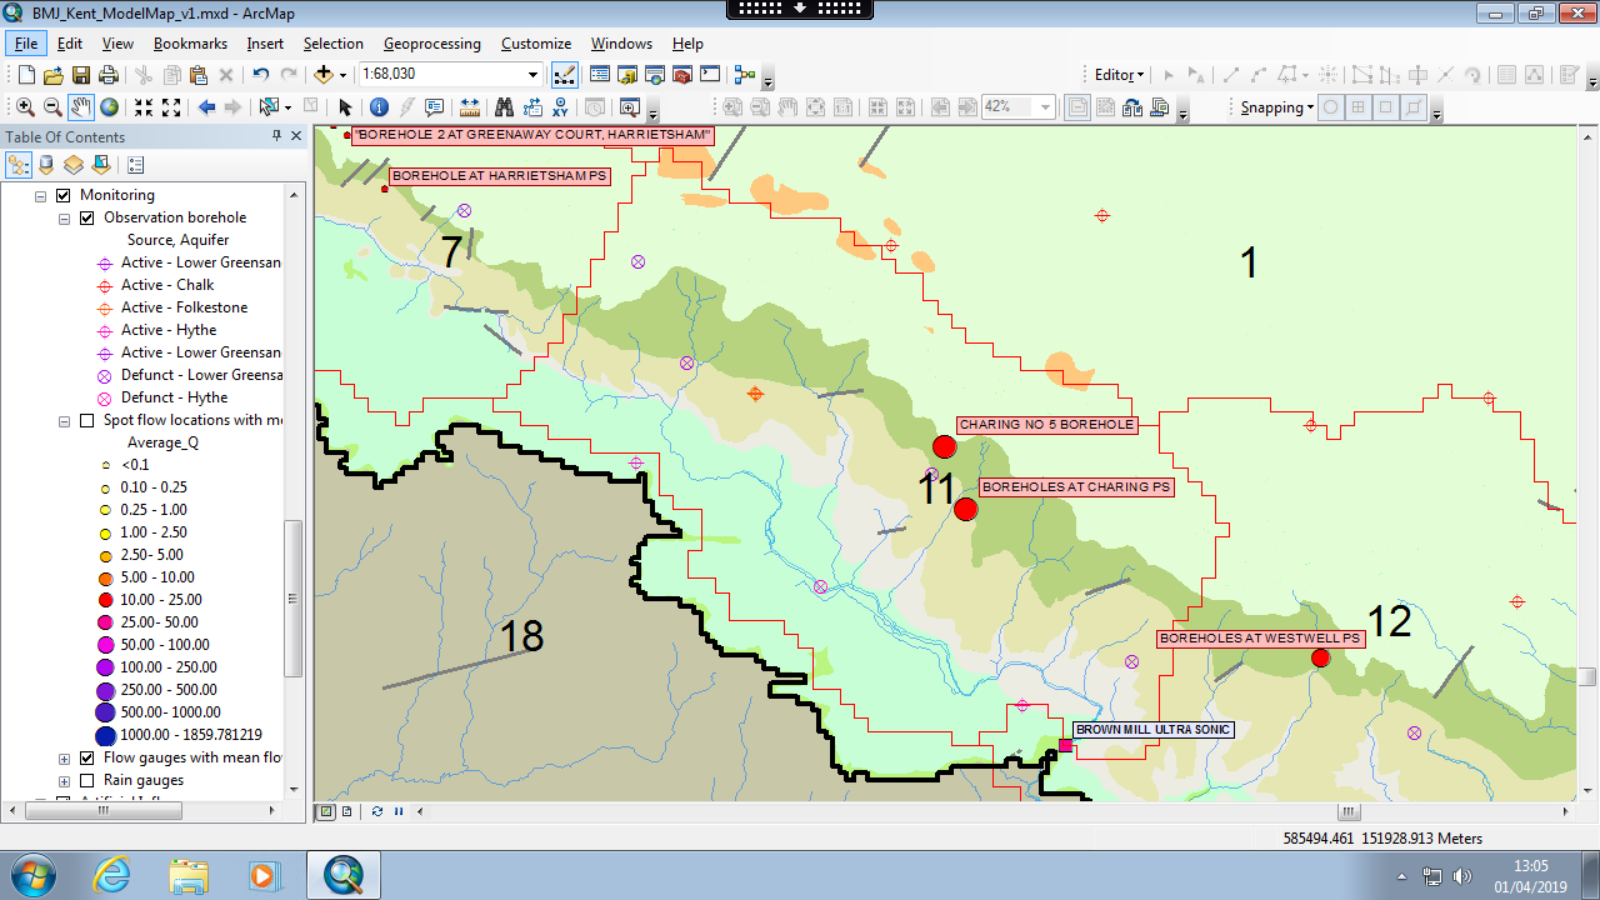 BMJ_Kent_ModelMap_v1.mxd - ArcMap
File Edit View Bookmarks Insert Selection Geoprocessing Customize Windows Help
1:68,030
Editor
42%
Snapping
Table Of Contents
Monitoring
Observation borehole
Source, Aquifer
Active - Lower Greensan
Active - Chalk
Active - Folkestone
Active - Hythe
Active - Lower Greensan
Defunct - Lower Greensa
Defunct - Hythe
Spot flow locations with m
Average_Q
<0.1
0.10 - 0.25
0.25 - 1.00
1.00 - 2.50
2.50- 5.00
5.00 - 10.00
10.00 - 25.00
25.00- 50.00
50.00 - 100.00
100.00 - 250.00
250.00 - 500.00
500.00- 1000.00
1000.00 - 1859.781219
Flow gauges with mean flo
Rain gauges
"BOREHOLE 2 AT GREENAWAY COURT, HARRIETSHAM"
BOREHOLE AT HARRIETSHAM PS
7
1
CHARING NO 5 BOREHOLE
11
BOREHOLES AT CHARING PS
12
18
BOREHOLES AT WESTWELL PS
BROWN MILL ULTRA SONIC
585494.461 151928.913 Meters
13:05
01/04/2019